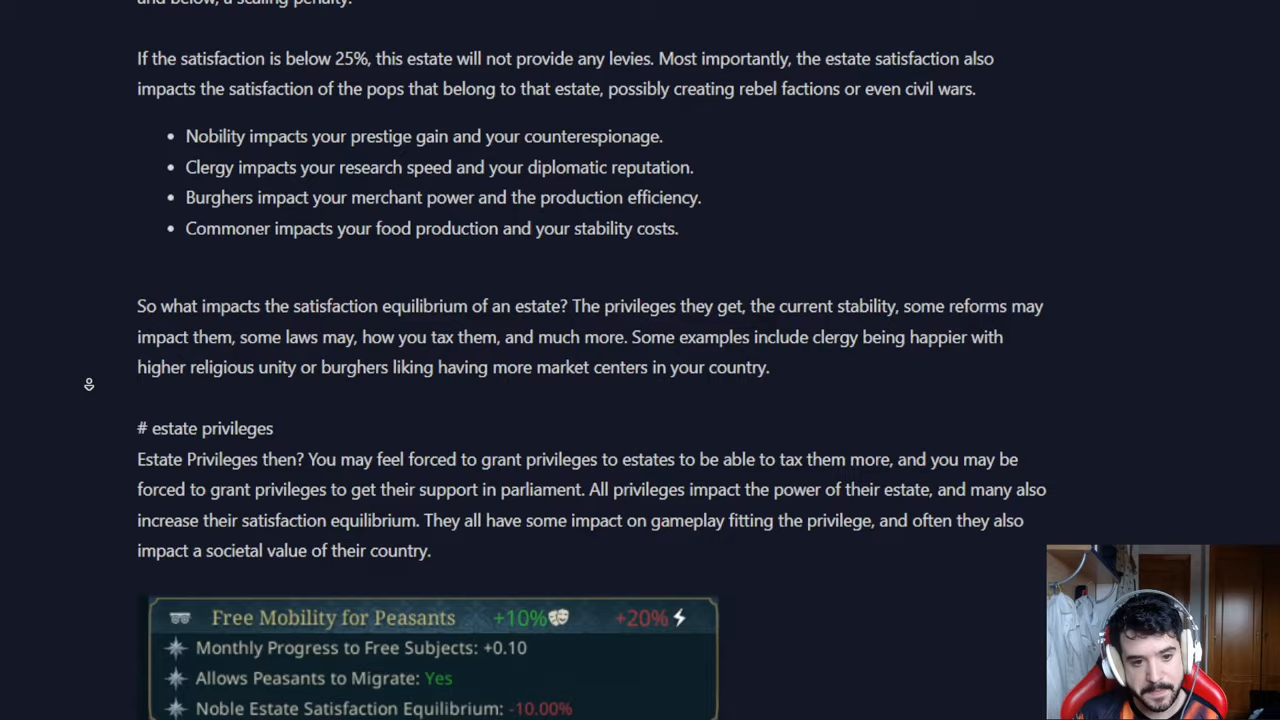 and below, a scaling penalty.
If the satisfaction is below 25%, this estate will not provide any levies. Most importantly, the estate satisfaction also
impacts the satisfaction of the pops that belong to that estate, possibly creating rebel factions or even civil wars.
• Nobility impacts your prestige gain and your counterespionage.
• Clergy impacts your research speed and your diplomatic reputation.
• Burghers impact your merchant power and the production efficiency.
• Commoner impacts your food production and your stability costs.
So what impacts the satisfaction equilibrium of an estate? The privileges they get, the current stability, some reforms may
impact them, some laws may, how you tax them, and much more. Some examples include clergy being happier with
higher religious unity or burghers liking having more market centers in your country.
# estate privileges
Estate Privileges then? You may feel forced to grant privileges to estates to be able to tax them more, and you may be
forced to grant privileges to get their support in parliament. All privileges impact the power of their estate, and many also
increase their satisfaction equilibrium. They all have some impact on gameplay fitting the privilege, and often they also
impact a societal value of their country.
Free Mobility for Peasants +10% +20%
Monthly Progress to Free Subjects: +0.10
Allows Peasants to Migrate: Yes
Noble Estate Satisfaction Equilibrium: -10.00%